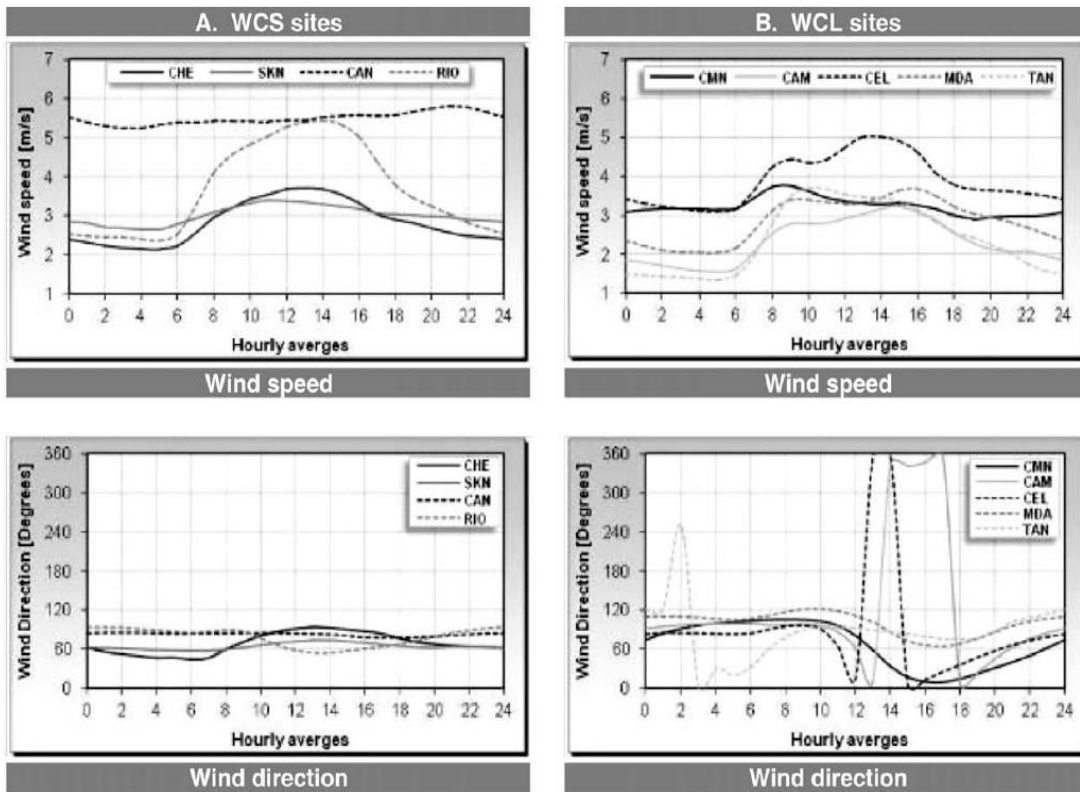 A. WCS sites
Wind speed [m/s]
7
6
5
4
3
2
1
CHE SKN CAN RIO
0 2 4 6 8 10 12 14 16 18 20 22 24
Hourly averges
Wind speed
B. WCL sites
Wind speed [m/s]
7
6
5
4
3
2
1
CMN CAM CEL MDA TAN
0 2 4 6 8 10 12 14 16 18 20 22 24
Hourly averges
Wind speed
Wind Direction [Degrees]
360
300
240
180
120
60
0
CHE
SKN
CAN
RIO
0 2 4 6 8 10 12 14 16 18 20 22 24
Hourly averges
Wind direction
Wind Direction [Degrees]
360
300
240
180
120
60
0
CMN
CAM
CEL
MDA
TAN
0 2 4 6 8 10 12 14 16 18 20 22 24
Hourly averges
Wind direction